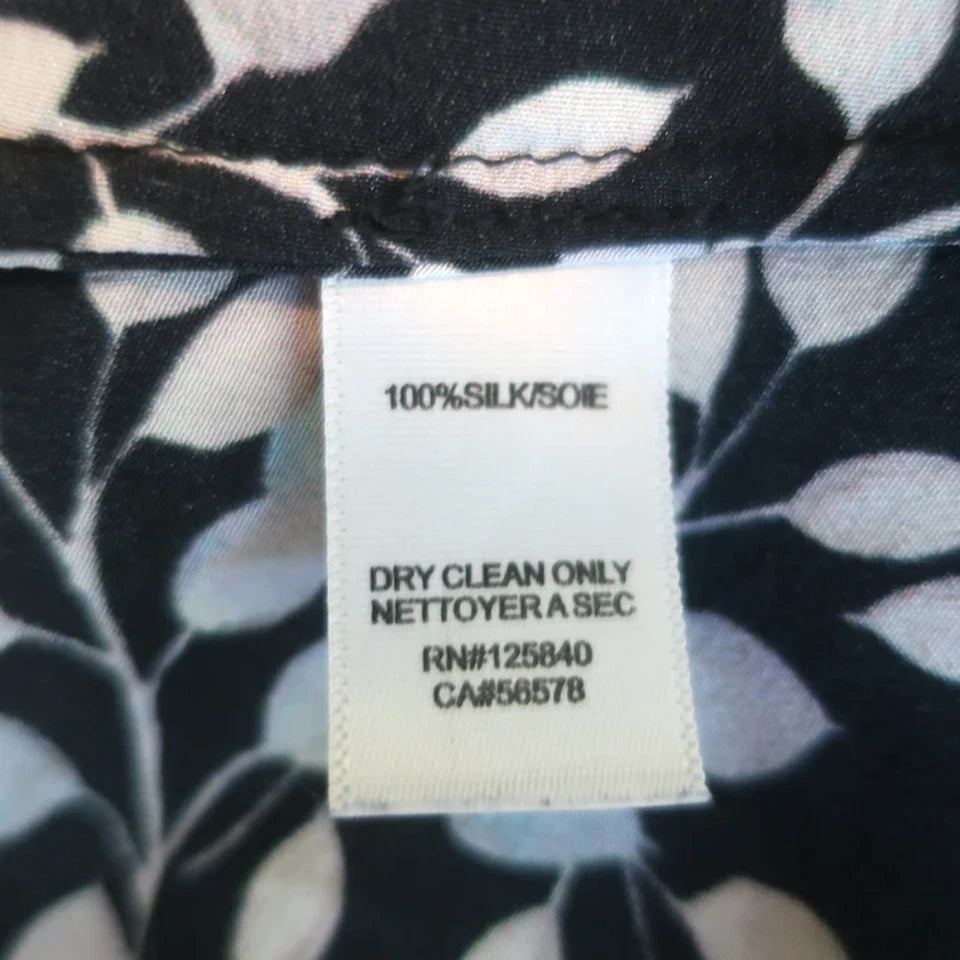 100%SILK/SOIE
DRY CLEAN ONLY
NETTOYER A SEC
RN#125840
CA#56578